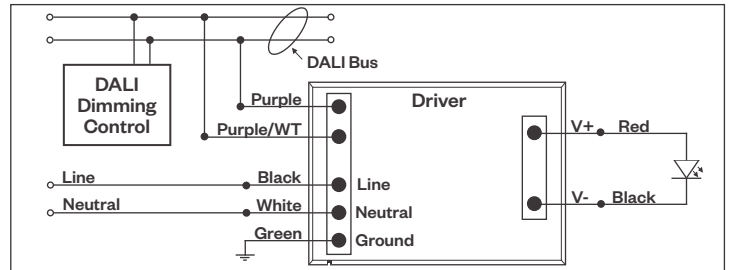 DALI Bus
DALI
Dimming
Control
Purple
Driver
Purple/WT
V+ Red
Line Black Line
V- Black
Neutral White Neutral
Green Ground